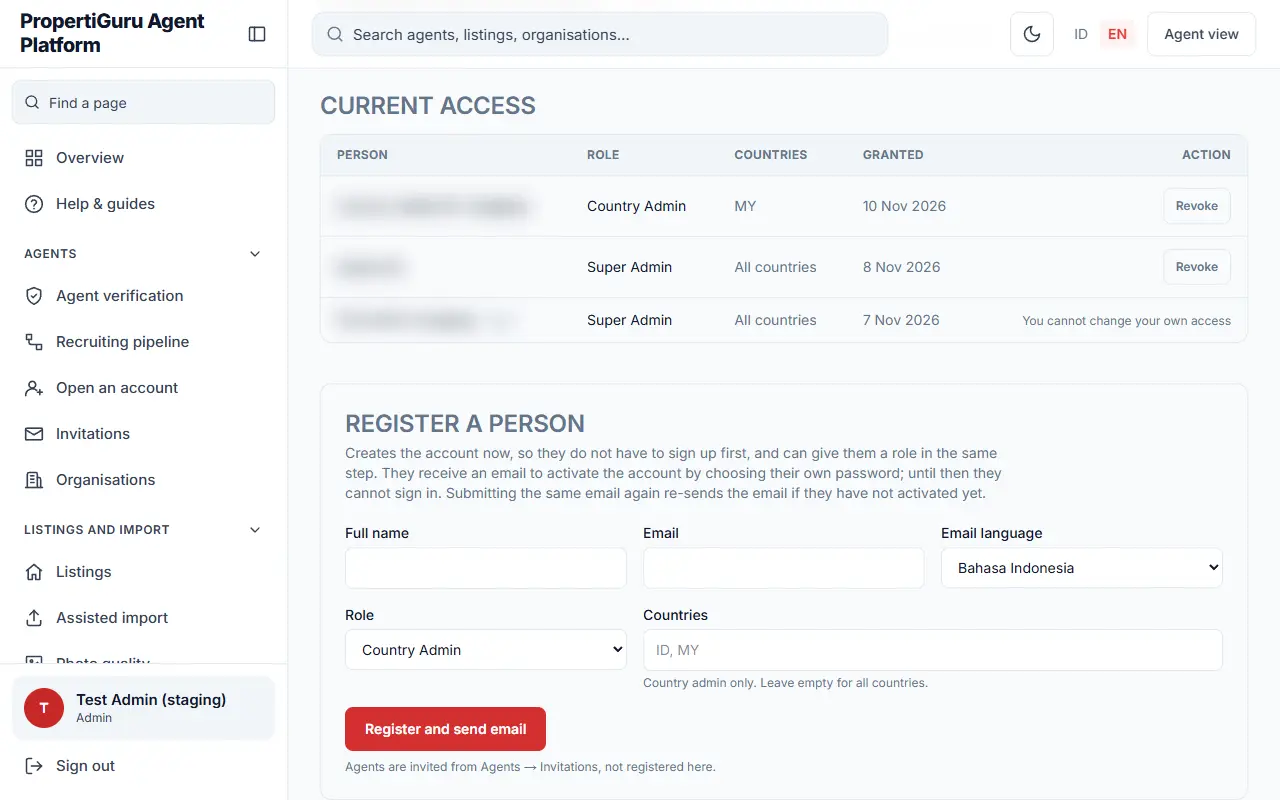 PropertiGuru Agent
Platform
Search agents, listings, organisations...
ID
EN
Agent view
Find a page
Overview
Help & guides
AGENTS
Agent verification
Recruiting pipeline
Open an account
Invitations
Organisations
LISTINGS AND IMPORT
Listings
Assisted import
Photo quality
T
Test Admin (staging)
Admin
Sign out
CURRENT ACCESS
PERSON ROLE COUNTRIES GRANTED ACTION
Country Admin MY 10 Nov 2026 Revoke
Super Admin All countries 8 Nov 2026 Revoke
Super Admin All countries 7 Nov 2026 You cannot change your own access
REGISTER A PERSON
Creates the account now, so they do not have to sign up first, and can give them a role in the same
step. They receive an email to activate the account by choosing their own password; until then they
cannot sign in. Submitting the same email again re-sends the email if they have not activated yet.
Full name Email Email language
Bahasa Indonesia
Role Countries
Country Admin ID, MY
Country admin only. Leave empty for all countries.
Register and send email
Agents are invited from Agents → Invitations, not registered here.